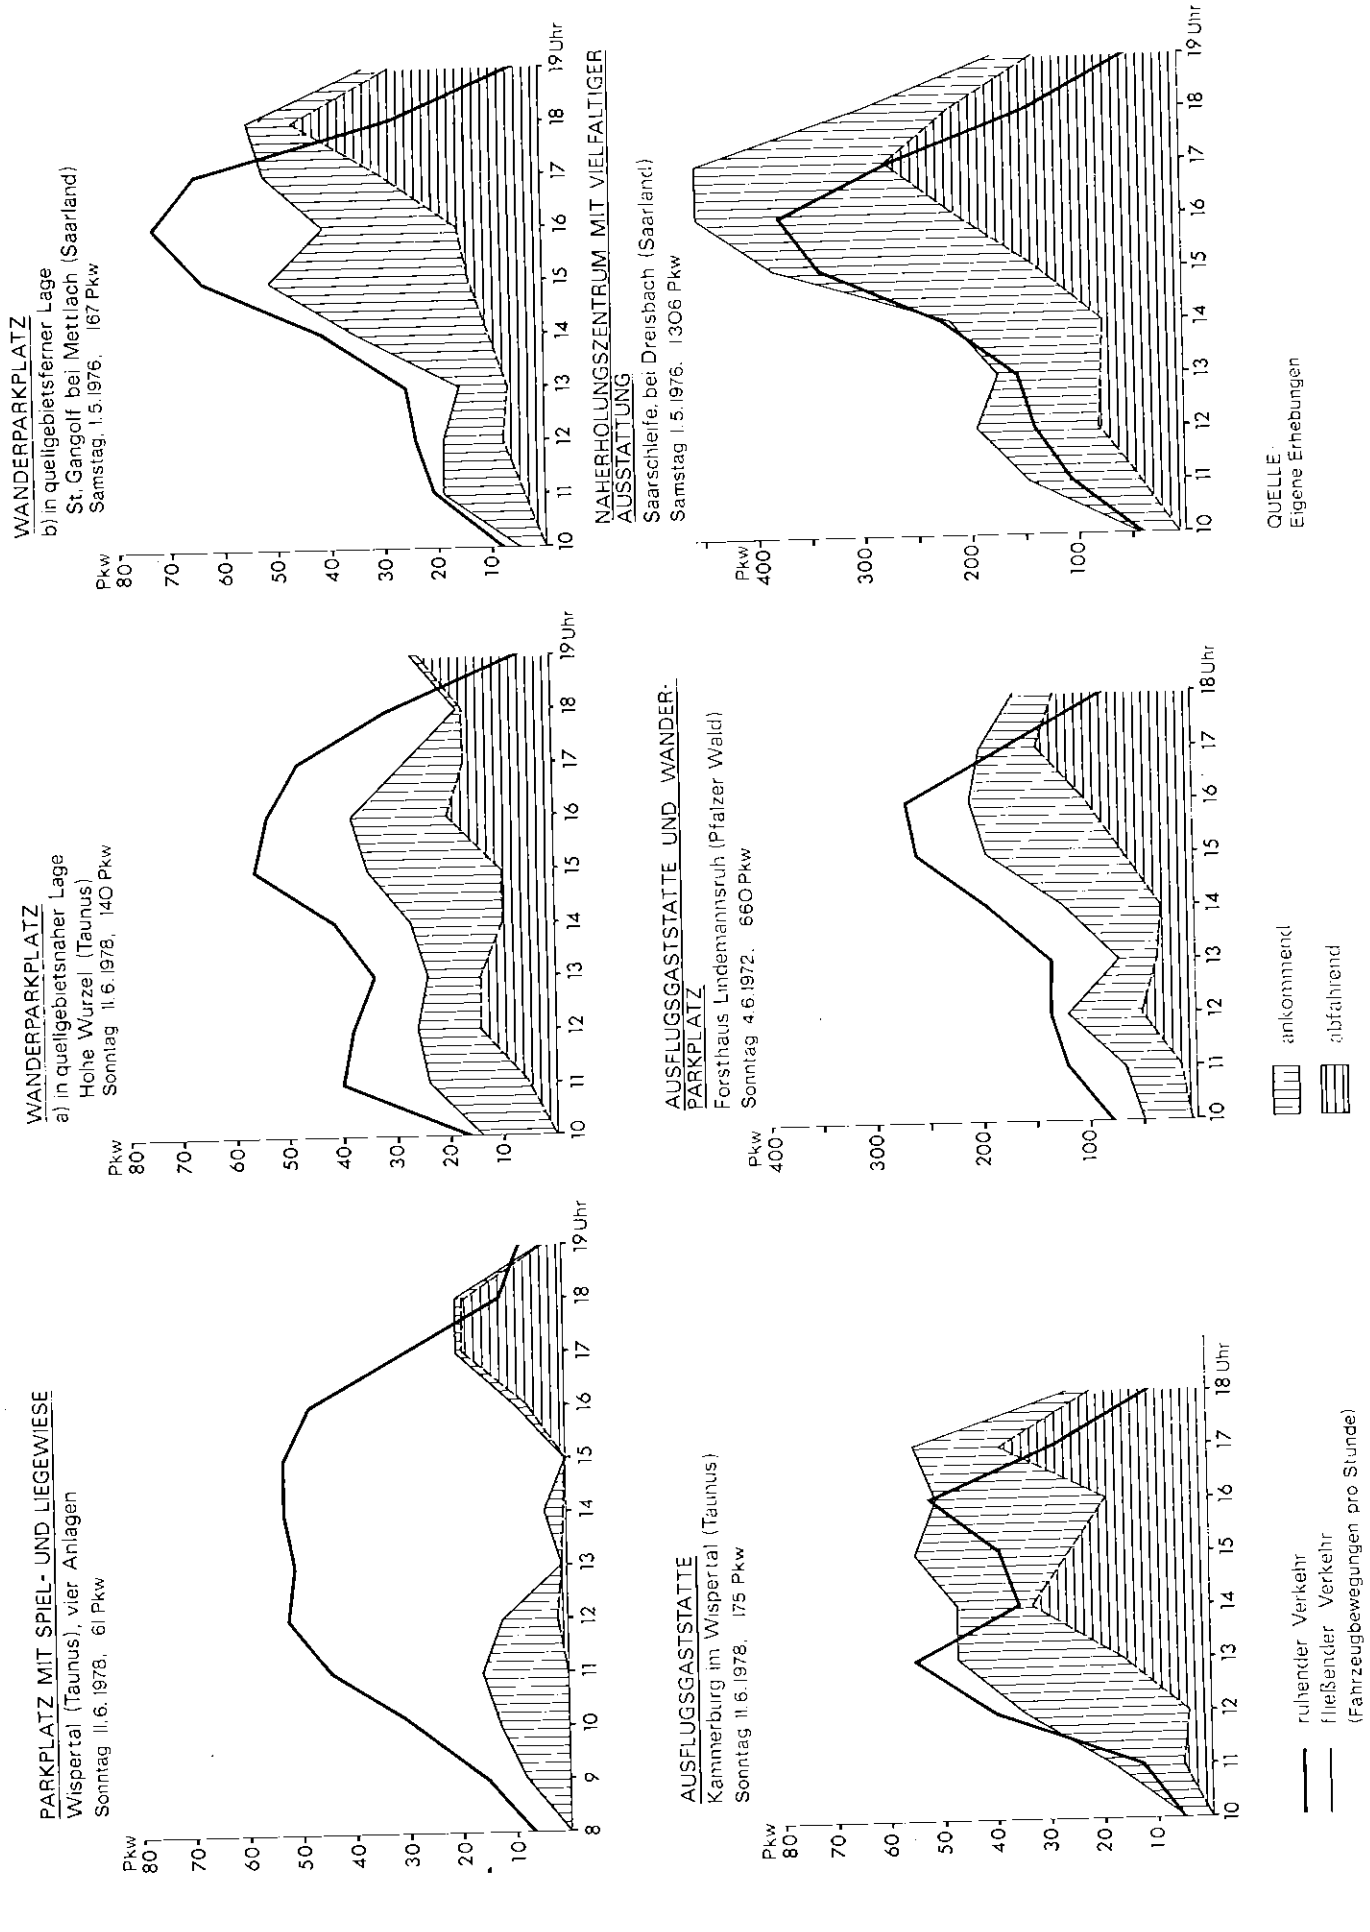 PARKPLATZ MIT SPIEL- UND LIEGEWIESE
Wispertal (Taunus), vier Anlagen
Sonntag 11.6.1978, 61 Pkw
Pkw
80
70
60
50
40
30
20
10
8 9 10 11 12 13 14 15 16 17 18 19 Uhr
WANDERPARKPLATZ
a) in quellgebietsnaher Lage
Hohe Wurzel (Taunus)
Sonntag 11.6.1978, 140 Pkw
Pkw
80
70
60
50
40
30
20
10
10 11 12 13 14 15 16 17 18 19 Uhr
WANDERPARKPLATZ
b) in quellgebietsferner Lage
St. Gangolf bei Mettlach (Saarland)
Samstag, 1.5.1976, 167 Pkw
Pkw
80
70
60
50
40
30
20
10
10 11 12 13 14 15 16 17 18 19 Uhr
AUSFLUGSGASTSTATTE
Kammerburg im Wispertal (Taunus)
Sonntag 11.6.1978, 175 Pkw
Pkw
80
70
60
50
40
30
20
10
10 11 12 13 14 15 16 17 18 Uhr
AUSFLUGSGASTSTATTE UND WANDER-
PARKPLATZ
Forsthaus Lindemannsruh (Pfalzer Wald)
Sonntag 4.6.1972. 660 Pkw
Pkw
400
300
200
100
10 11 12 13 14 15 16 17 18 Uhr
NAHERHOLUNGSZENTRUM MIT VIELFALTIGER
AUSSTATTUNG
Saarschleife, bei Dreisbach (Saarland)
Samstag 1.5.1976. 1306 Pkw
Pkw
400
300
200
100
10 11 12 13 14 15 16 17 18 19 Uhr
ruhender Verkehr
fließender Verkehr
(Fahrzeugbewegungen pro Stunde)
ankommend
abfahrend
QUELLE:
Eigene Erhebungen